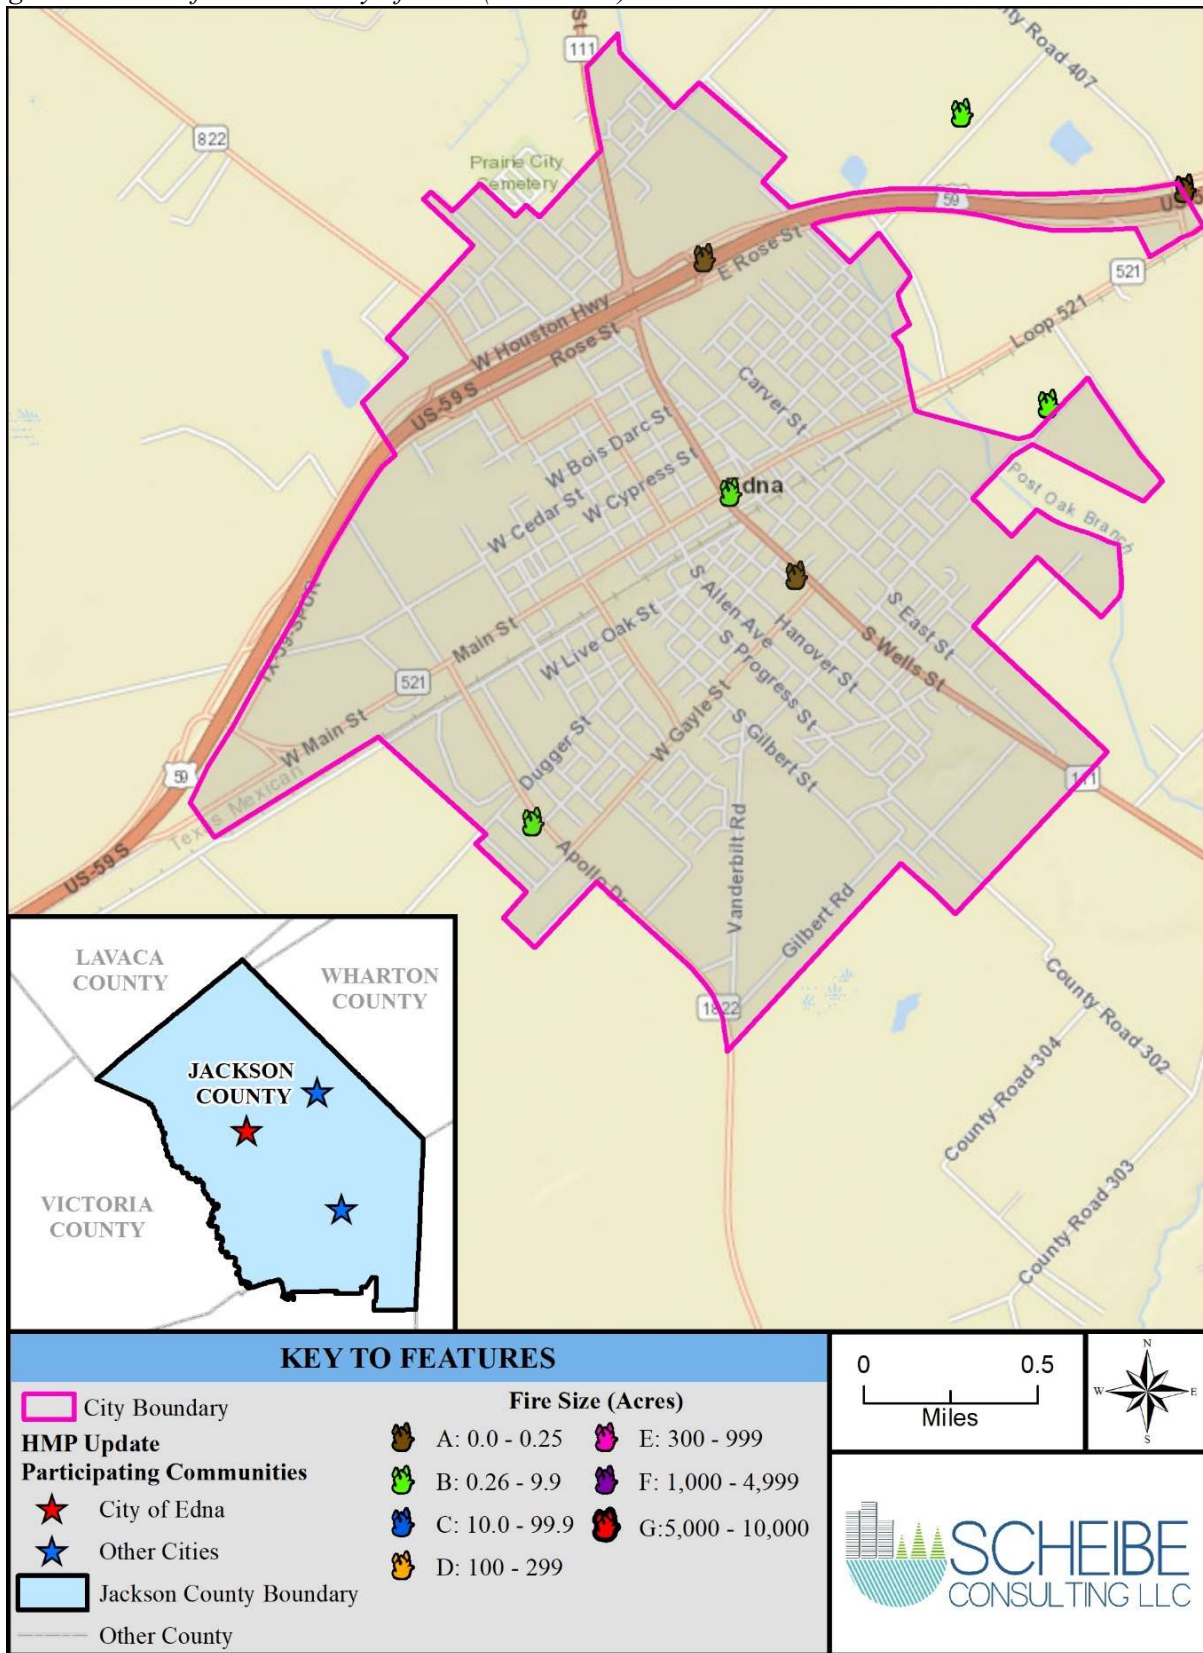 111
County Road 407
822
Prairie City
Cemetery
59
E Rose St
521
W Houston Hwy
Rose St
Loop 521
US-59 S
Carver St
W Bois Darc St
W Cypress St
W Cedar St
Edna
Post Oak Branch
S Allen Ave
Hanover St
S East St
S Progress St
S Wells St
TX-59-SPUR
Main St
W Live Oak St
521
W Main St
W Gayle St
S Gilbert St
Dugger St
59
Texas Mexican
111
Vanderbilt Rd
US-59 S
Apollo Dr
Gilbert Rd
1822
County Road 302
County Road 304
County Road 303
LAVACA
COUNTY
WHARTON
COUNTY
JACKSON
COUNTY
VICTORIA
COUNTY
KEY TO FEATURES
City Boundary
HMP Update
Participating Communities
City of Edna
Other Cities
Jackson County Boundary
Other County
Fire Size (Acres)
A: 0.0 - 0.25
B: 0.26 - 9.9
C: 10.0 - 99.9
D: 100 - 299
E: 300 - 999
F: 1,000 - 4,999
G:5,000 - 10,000
0 0.5
Miles
N
W E
S
SCHEIBE
CONSULTING LLC